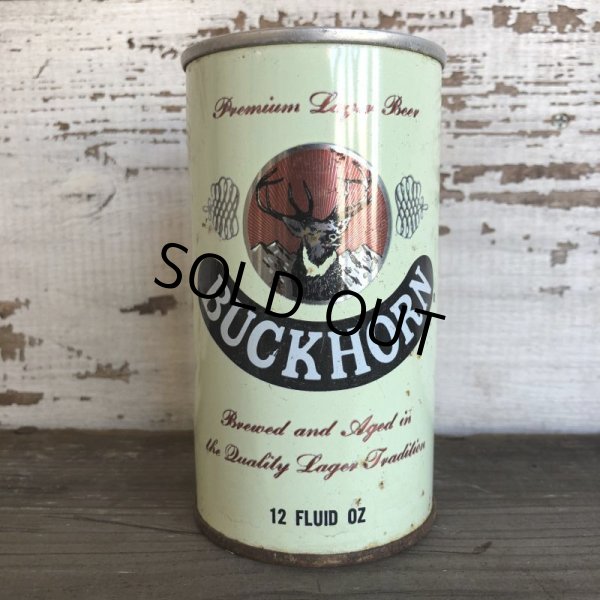 Premium Lager Beer
SOLD OUT
BUCKHORN
Brewed and Aged in
the Quality Lager Tradition
12 FLUID OZ